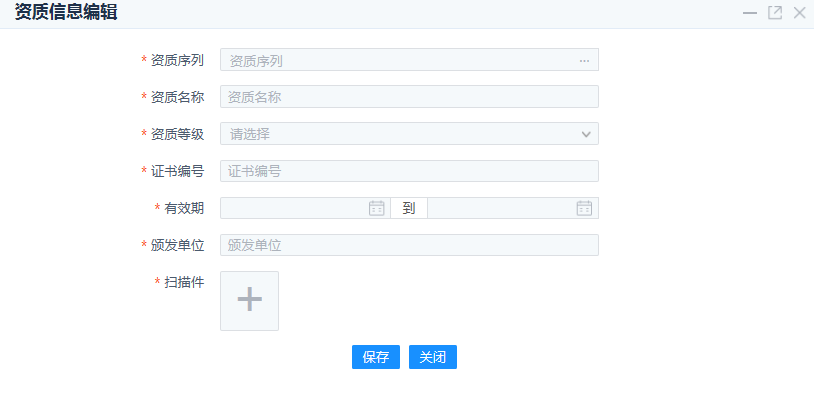 资质信息编辑
* 资质序列 资质序列 ...
* 资质名称 资质名称
* 资质等级 请选择
* 证书编号 证书编号
* 有效期 到
* 颁发单位 颁发单位
* 扫描件
保存 关闭